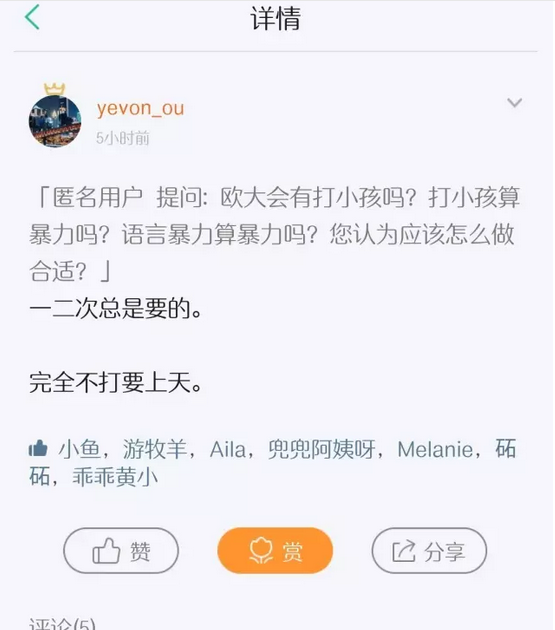 详情
yevon_ou
5小时前
「匿名用户 提问: 欧大会有打小孩吗? 打小孩算
暴力吗? 语言暴力算暴力吗? 您认为应该怎么做
合适? 」
一二次总是要的。
完全不打要上天。
小鱼, 游牧羊, Aila, 兜兜阿姨呀, Melanie, 砳
砳, 乖乖黄小
赞
赏
分享
评论(5)